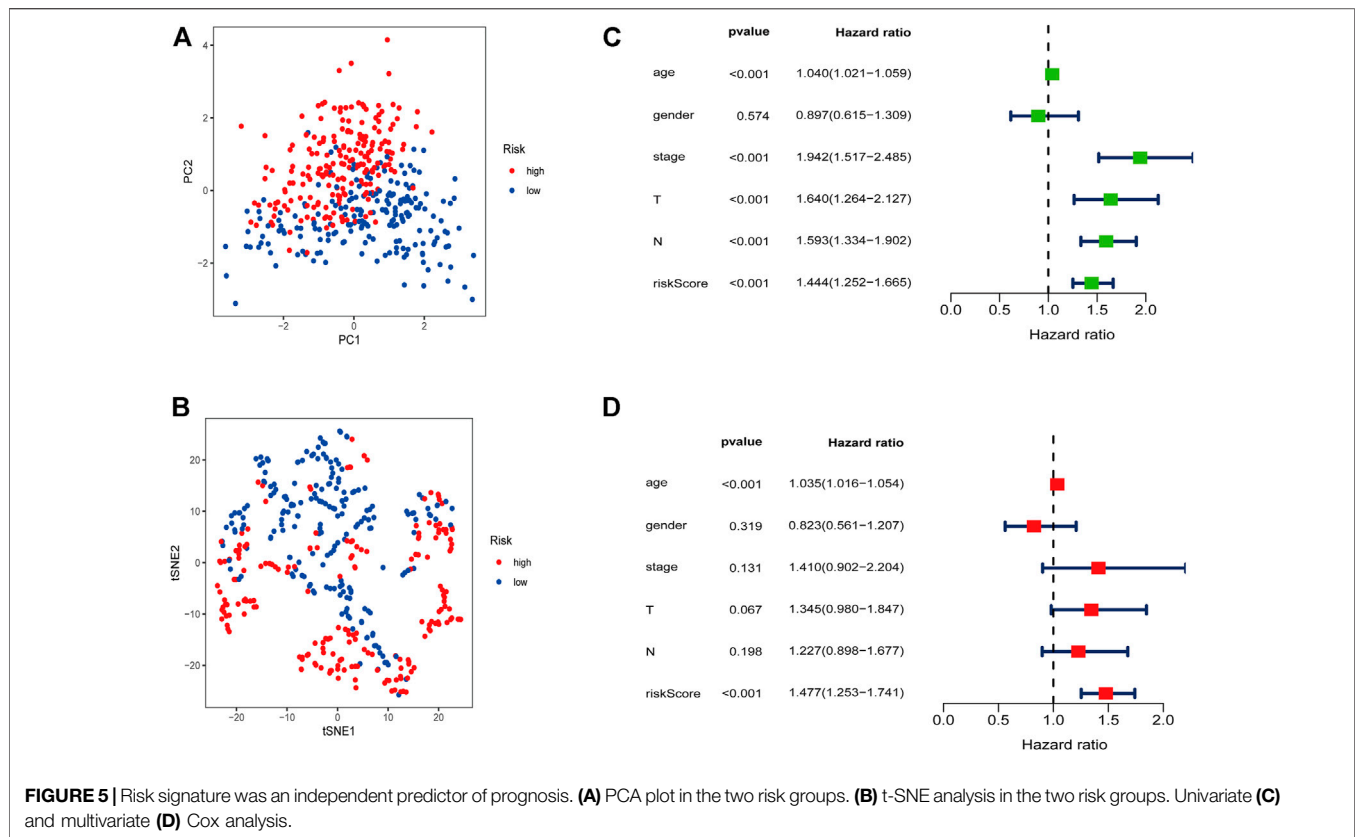 A
4
2
0
−2
PC2
−2
0
2
PC1
Risk
high
low
B
20
10
0
−10
−20
tSNE2
−20
−10
0
10
20
tSNE1
Risk
high
low
C
pvalue Hazard ratio
age <0.001 1.040(1.021−1.059)
gender 0.574 0.897(0.615−1.309)
stage <0.001 1.942(1.517−2.485)
T <0.001 1.640(1.264−2.127)
N <0.001 1.593(1.334−1.902)
riskScore <0.001 1.444(1.252−1.665)
0.0 0.5 1.0 1.5 2.0
Hazard ratio
D
pvalue Hazard ratio
age <0.001 1.035(1.016−1.054)
gender 0.319 0.823(0.561−1.207)
stage 0.131 1.410(0.902−2.204)
T 0.067 1.345(0.980−1.847)
N 0.198 1.227(0.898−1.677)
riskScore <0.001 1.477(1.253−1.741)
0.0 0.5 1.0 1.5 2.0
Hazard ratio
FIGURE 5 | Risk signature was an independent predictor of prognosis. (A) PCA plot in the two risk groups. (B) t-SNE analysis in the two risk groups. Univariate (C)
and multivariate (D) Cox analysis.